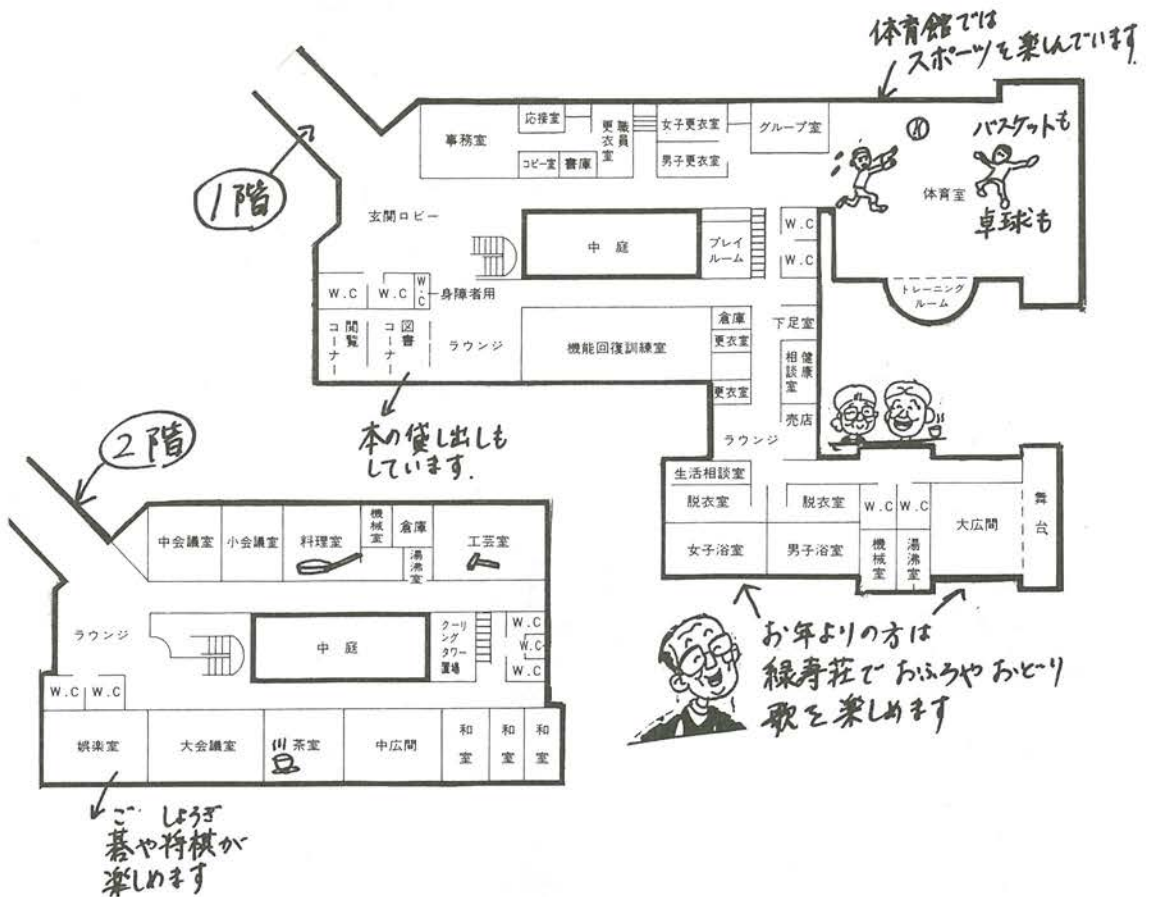 体育館では
スポーツを楽しんでいます
1階
事務室
応接室
コピー室
書庫
職員
更衣室
女子更衣室
男子更衣室
グループ室
バスケットも
体育室
卓球も
玄関ロビー
中庭
プレイ
ルーム
W.C
W.C
トレーニング
ルーム
W.C
W.C
W.C
身障者用
閲覧
コーナー
図書
コーナー
ラウンジ
機能回復訓練室
倉庫
更衣室
更衣室
下足室
健康
相談室
売店
ラウンジ
本の貸し出しも
しています.
生活相談室
脱衣室
脱衣室
女子浴室
男子浴室
W.C
W.C
機械室
湯沸室
大広間
舞台
お年よりの方は
緑寿荘でおふろやおどり
歌を楽しめます
2階
中会議室
小会議室
料理室
機械室
倉庫
湯沸室
工芸室
ラウンジ
中庭
クーリング
タワー
置場
W.C
W.C
W.C
W.C
W.C
娯楽室
大会議室
茶室
中広間
和室
和室
和室
ご しょうぎ
碁や将棋が
楽しめます